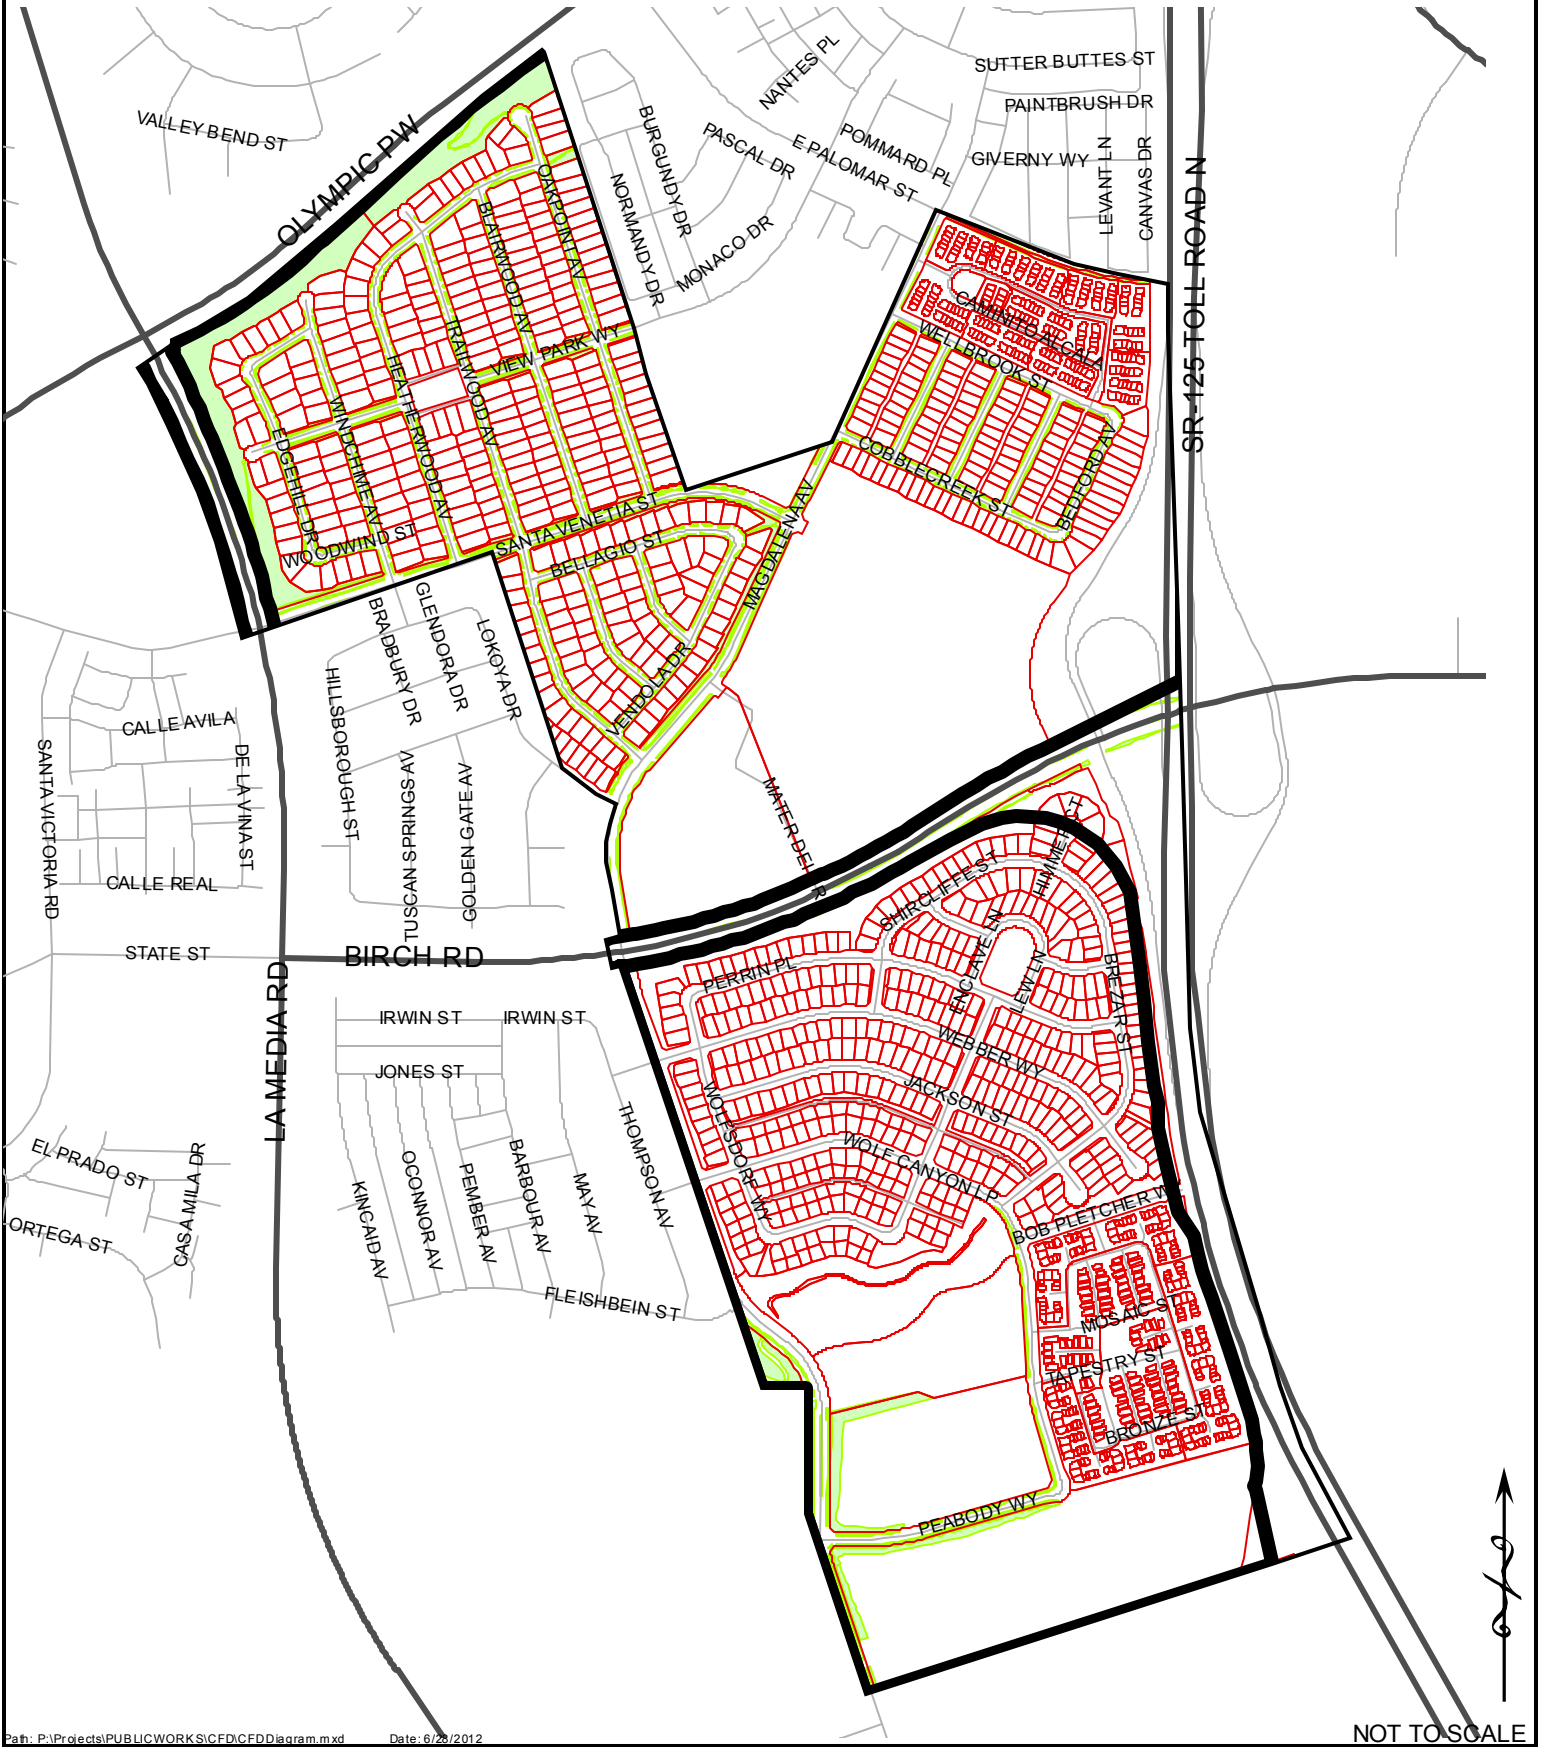 SUTTER BUTTES ST
NANTES PL
PAINTBRUSH DR
VALLEY BEND ST
OLYMPIC PW
BURGUNDY DR
PASCAL DR
E PALOMAR ST
POMMARD PL
GIVERNY WY
LEVANT LN
CANVAS DR
SR-125 TOLL ROAD N
NORMANDY DR
MONACO DR
OAKPOINT AV
BLAIRWOOD AV
TRAILWOOD AV
VIEW PARK WY
HEATHERWOOD AV
WINDCHIME AV
EDGEHILL DR
WOODWIND ST
CAMINITO ALCALA
WELLBROOK ST
COBBLECREEK ST
BEDFORD AV
SANTA VENETIA ST
BELLAGIO ST
MAGDALENA AV
VENDOLA DR
BRADBURY DR
GLENDORA DR
LOKOYA DR
HILLSBOROUGH ST
TUSCAN SPRINGS AV
GOLDEN GATE AV
CALLE AVILA
SANTA VICTORIA RD
DE LA VINA ST
CALLE REAL
MATER DEI
R
STATE ST
BIRCH RD
LA MEDIA RD
SHIRCLIFFE ST
ENCLAVE LN
LEW LN
BREZAR ST
PERRIN PL
WEBBER WY
JACKSON ST
WOLFSDORF WY
WOLF CANYON LP
IRWIN ST
IRWIN ST
JONES ST
THOMPSON AV
EL PRADO ST
CASA MILA DR
ORTEGA ST
KINCAID AV
OCONNOR AV
PEMBER AV
BARBOUR AV
MAY AV
FLEISHBEIN ST
BOB PLETCHER WY
MOSAIC ST
TAPESTRY ST
BRONZE ST
PEABODY WY
NOT TO SCALE
Path: P:\Projects\PUBLICWORKS\CFD\CFDDiagram.mxd Date: 6/28/2012